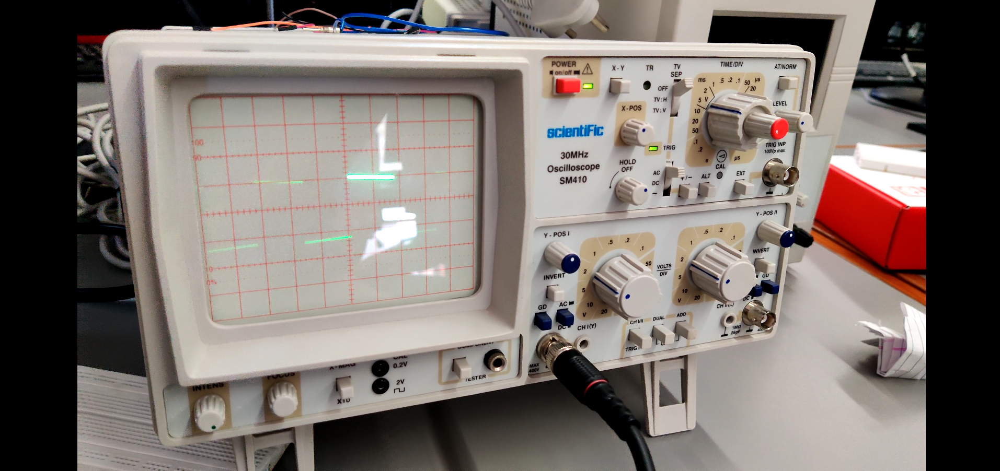 POWER
on/off
X - Y
TR
TV
SEP
OFF
TV : H
TV : V
TIME/DIV
AT/NORM
ms
1
.5
.2
.1
50
µs
20
2
5
V
10
20
50
.1
.2
s
µs
LEVEL
X-POS
scientiFic
30MHz
Oscilloscope
SM410
TRIG
HOLD
OFF
AC
DC
~
+/−
ALT
CAL
EXT
TRIG INP
100Vp max
100
90
0%
Y - POS I
INVERT
GD
AC
DC
CH I (Y)
.5
.2
.1
1
50
2
5
10
V
20
VOLTS
DIV
.5
.2
.1
1
2
5
10
V
20
Y - POS II
INVERT
GD
DC
CH I/II
DUAL
ADD
1MΩ
25pF
MAX
400V
INTENS
FOCUS
X-MAG
X10
CAL
0.2V
2V
COMPONENT
TESTER